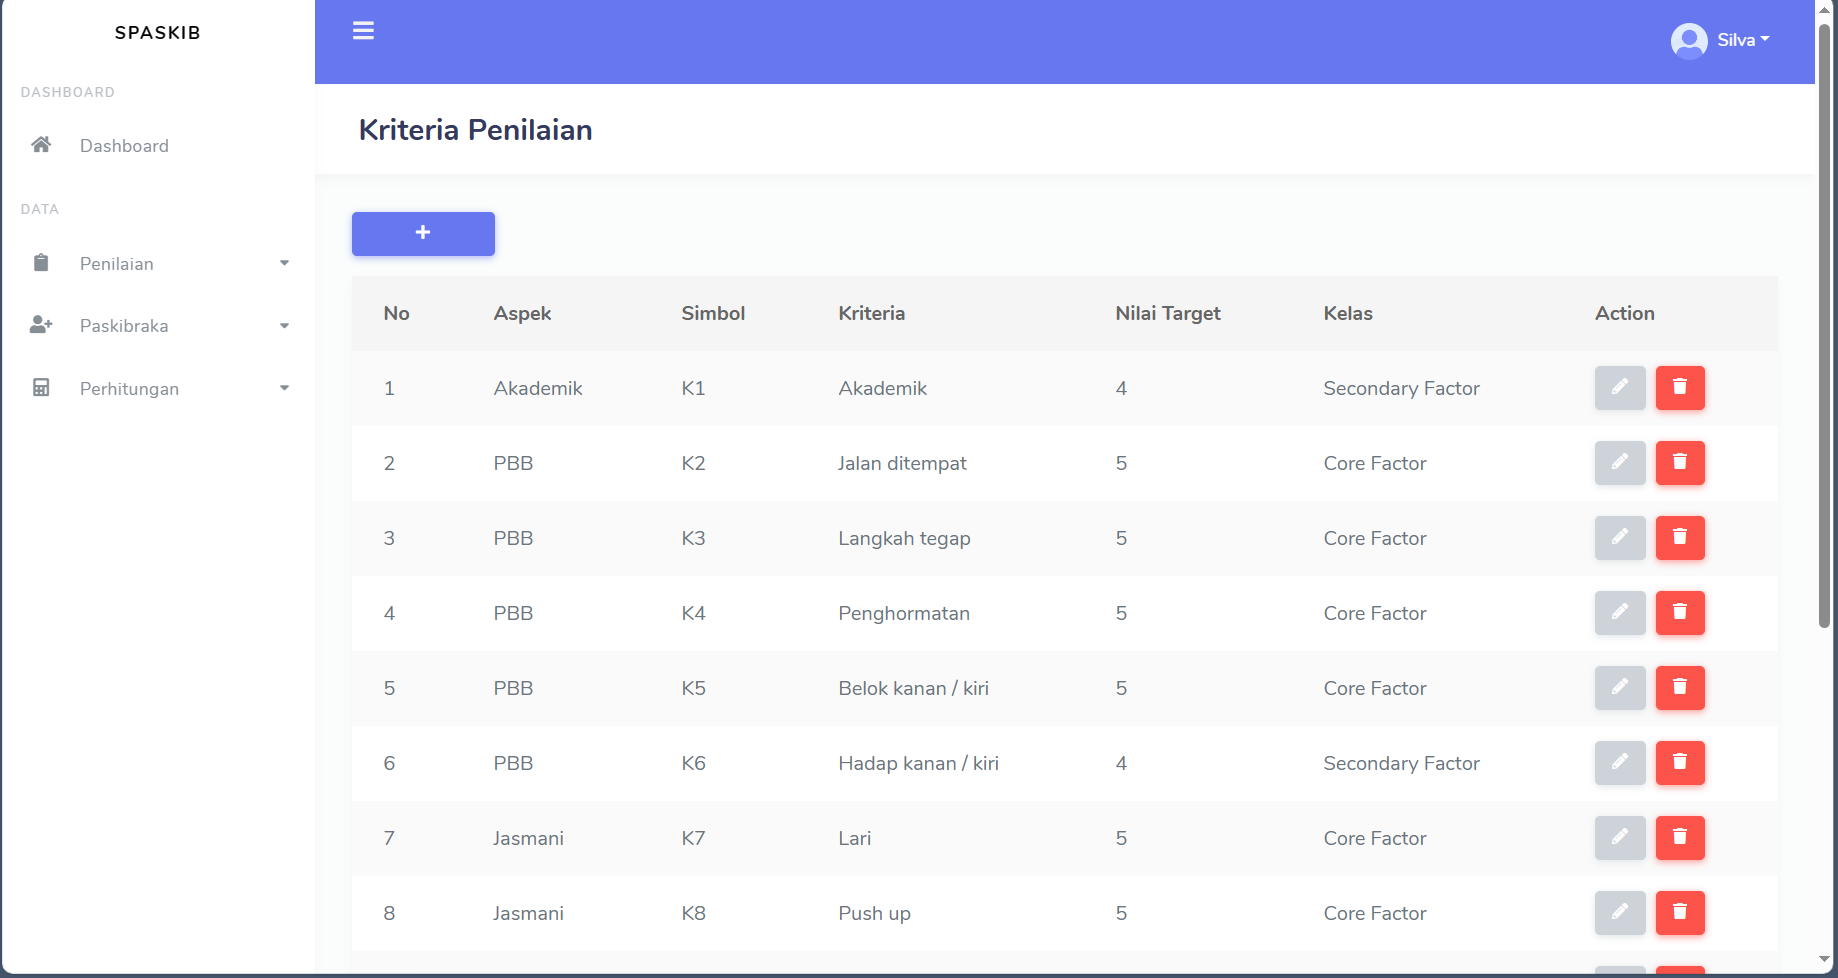 SPASKIB
Silva
DASHBOARD
Dashboard
DATA
Penilaian
Paskibraka
Perhitungan
Kriteria Penilaian
+
No Aspek Simbol Kriteria Nilai Target Kelas Action
1 Akademik K1 Akademik 4 Secondary Factor
2 PBB K2 Jalan ditempat 5 Core Factor
3 PBB K3 Langkah tegap 5 Core Factor
4 PBB K4 Penghormatan 5 Core Factor
5 PBB K5 Belok kanan / kiri 5 Core Factor
6 PBB K6 Hadap kanan / kiri 4 Secondary Factor
7 Jasmani K7 Lari 5 Core Factor
8 Jasmani K8 Push up 5 Core Factor